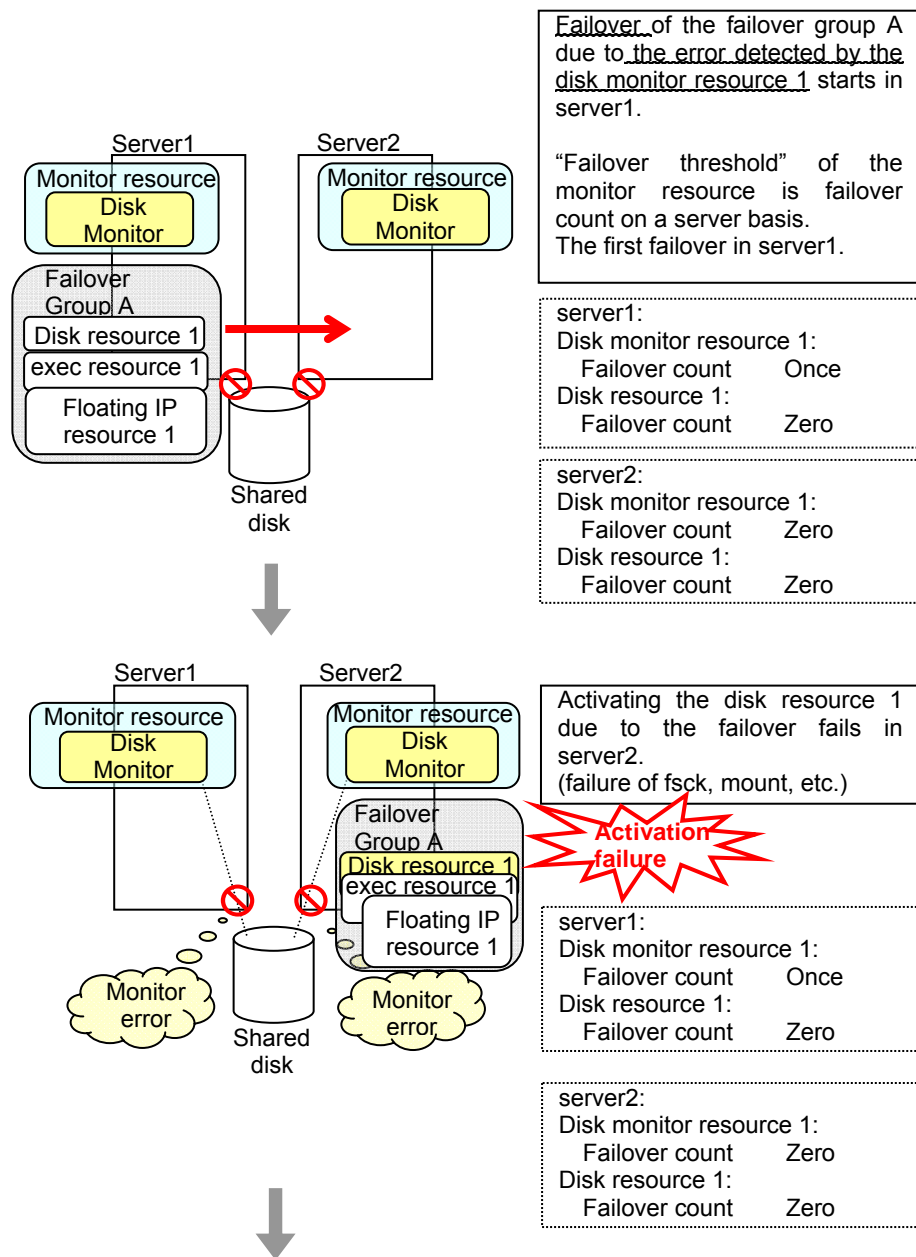 Failover of the failover group A
due to the error detected by the
disk monitor resource 1 starts in
server1.
“Failover threshold” of the
monitor resource is failover
count on a server basis.
The first failover in server1.
Server1
Server2
Monitor resource
Disk
Monitor
Monitor resource
Disk
Monitor
Failover
Group A
Disk resource 1
exec resource 1
Floating IP
resource 1
Shared
disk
server1:
Disk monitor resource 1:
Failover count Once
Disk resource 1:
Failover count Zero
server2:
Disk monitor resource 1:
Failover count Zero
Disk resource 1:
Failover count Zero
Server1
Server2
Monitor resource
Disk
Monitor
Monitor resource
Disk
Monitor
Failover
Group A
Disk resource 1
exec resource 1
Floating IP
resource 1
Monitor
error
Shared
disk
Monitor
error
Activating the disk resource 1
due to the failover fails in
server2.
(failure of fsck, mount, etc.)
Activation
failure
server1:
Disk monitor resource 1:
Failover count Once
Disk resource 1:
Failover count Zero
server2:
Disk monitor resource 1:
Failover count Zero
Disk resource 1:
Failover count Zero